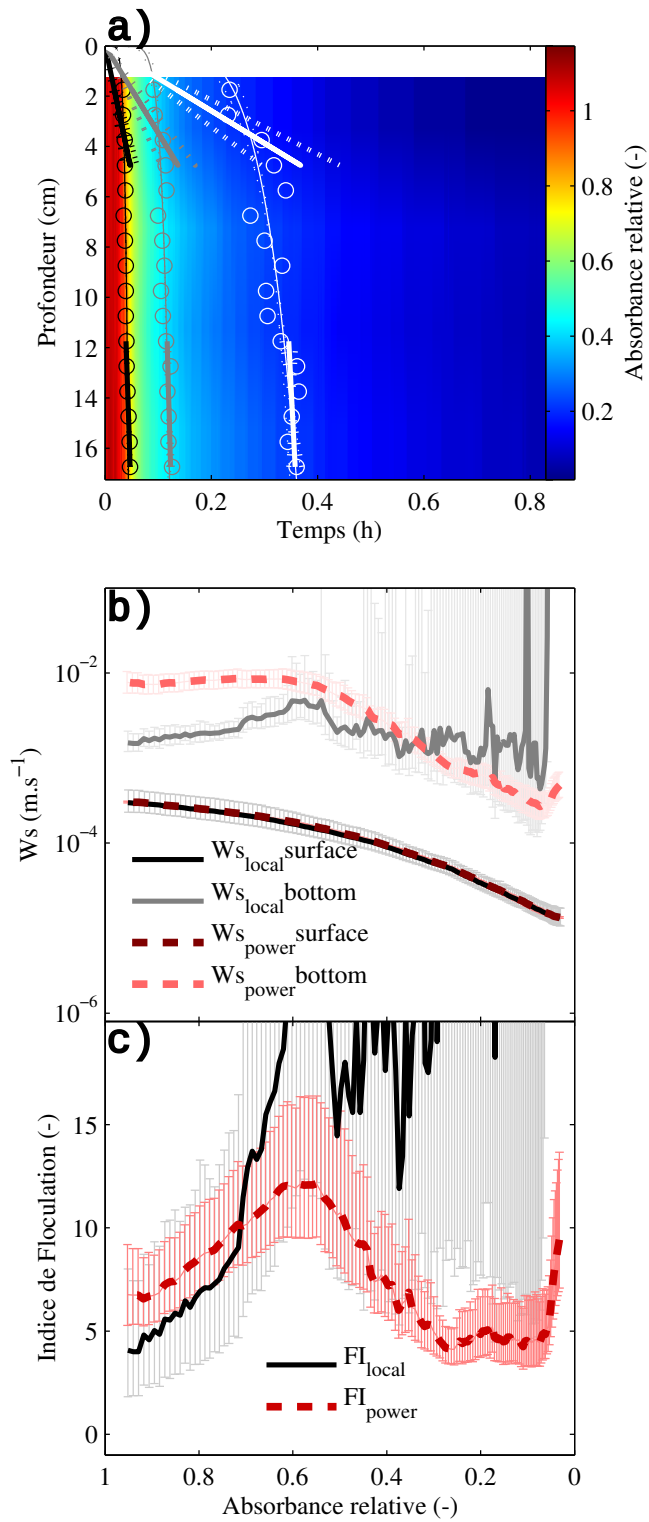 a)
0
2
4
6
8
10
12
14
16
Profondeur (cm)
0 0.2 0.4 0.6 0.8
Temps (h)
1
0.8
0.6
0.4
0.2
Absorbance relative (-)
b)
10⁻²
10⁻⁴
10⁻⁶
Ws (m.s⁻¹)
Ws_local surface
Ws_local bottom
Ws_power surface
Ws_power bottom
c)
15
10
5
0
Indice de Floculation (-)
FI_local
FI_power
1 0.8 0.6 0.4 0.2 0
Absorbance relative (-)